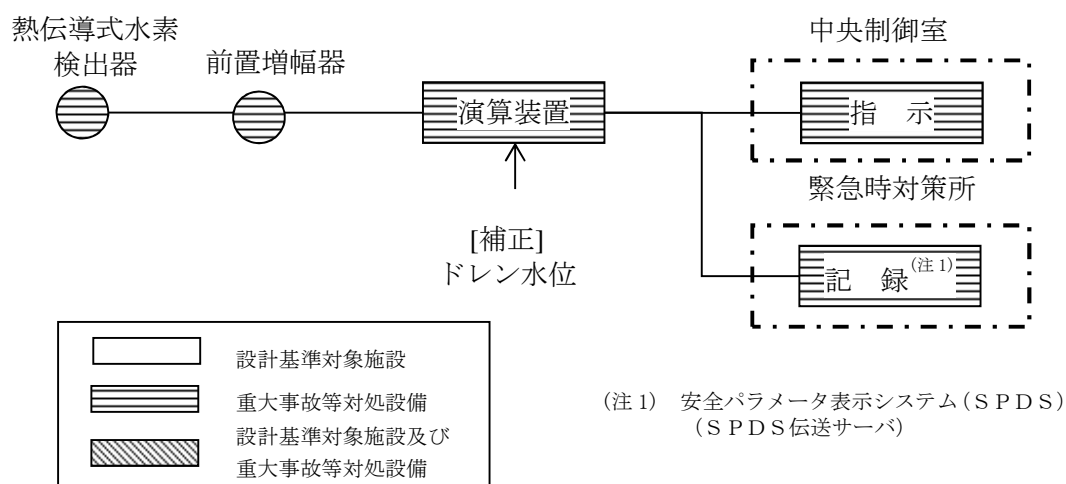 熱伝導式水素
検出器
前置増幅器
演算装置
[補正]
ドレン水位
中央制御室
指　示
緊急時対策所
記　録(注1)
設計基準対象施設
重大事故等対処設備
設計基準対象施設及び
重大事故等対処設備
(注1)　安全パラメータ表示システム(ＳＰＤＳ)
(ＳＰＤＳ伝送サーバ)